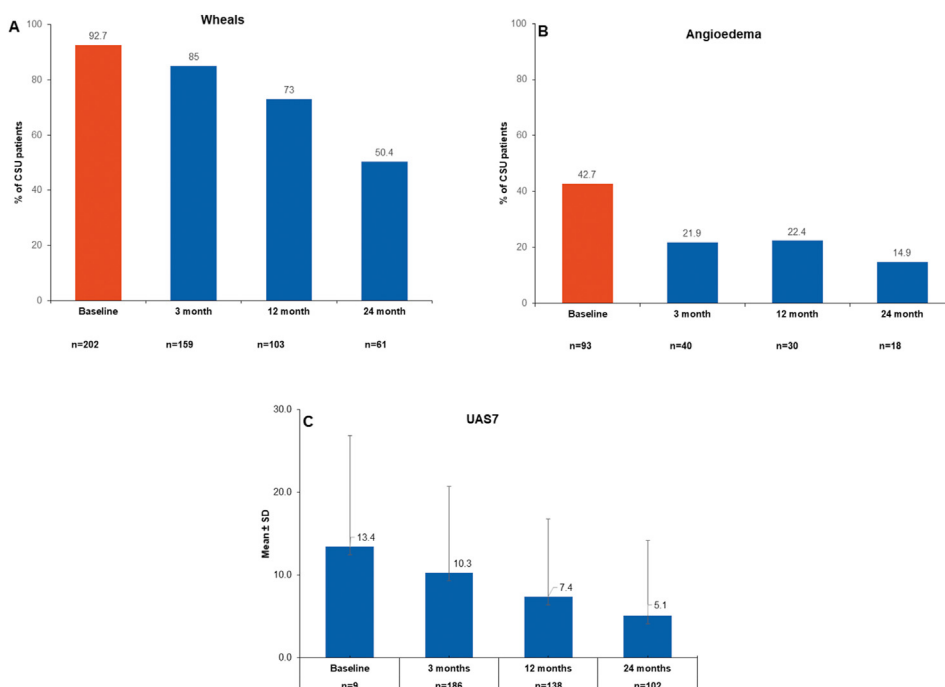 A
Wheals
% of CSU patients
100
80
60
40
20
0
92.7
85
73
50.4
Baseline 3 month 12 month 24 month
n=202 n=159 n=103 n=61
B
Angioedema
% of CSU patients
100
80
60
40
20
0
42.7
21.9
22.4
14.9
Baseline 3 month 12 month 24 month
n=93 n=40 n=30 n=18
C
UAS7
Mean ± SD
30.0
20.0
10.0
0.0
13.4
10.3
7.4
5.1
Baseline 3 months 12 months 24 months
n=9 n=186 n=138 n=102